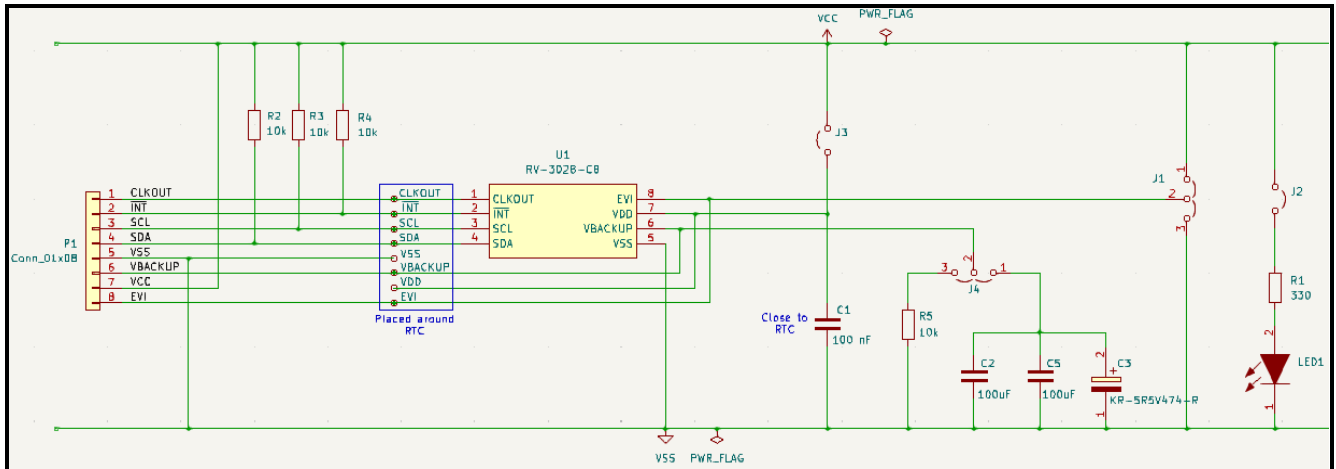 VCC
PWR_FLAG
R2
10k
R3
10k
R4
10k
J3
U1
RV-3028-C8
P1
Conn_01x08
1 CLKOUT
2 INT
3 SCL
4 SDA
5 VSS
6 VBACKUP
7 VCC
8 EVI
CLKOUT
INT
SCL
SDA
VSS
VBACKUP
VDD
EVI
Placed around
RTC
1 CLKOUT
2 INT
3 SCL
4 SDA
EVI 8
VDD 7
VBACKUP 6
VSS 5
J1
1
2
3
J2
3
2
1
J4
R5
10k
Close to
RTC
C1
100 nF
C2
100uF
C5
100uF
2
+
C3
KR-5R5V474-R
1
R1
330
2
LED1
1
VSS
PWR_FLAG